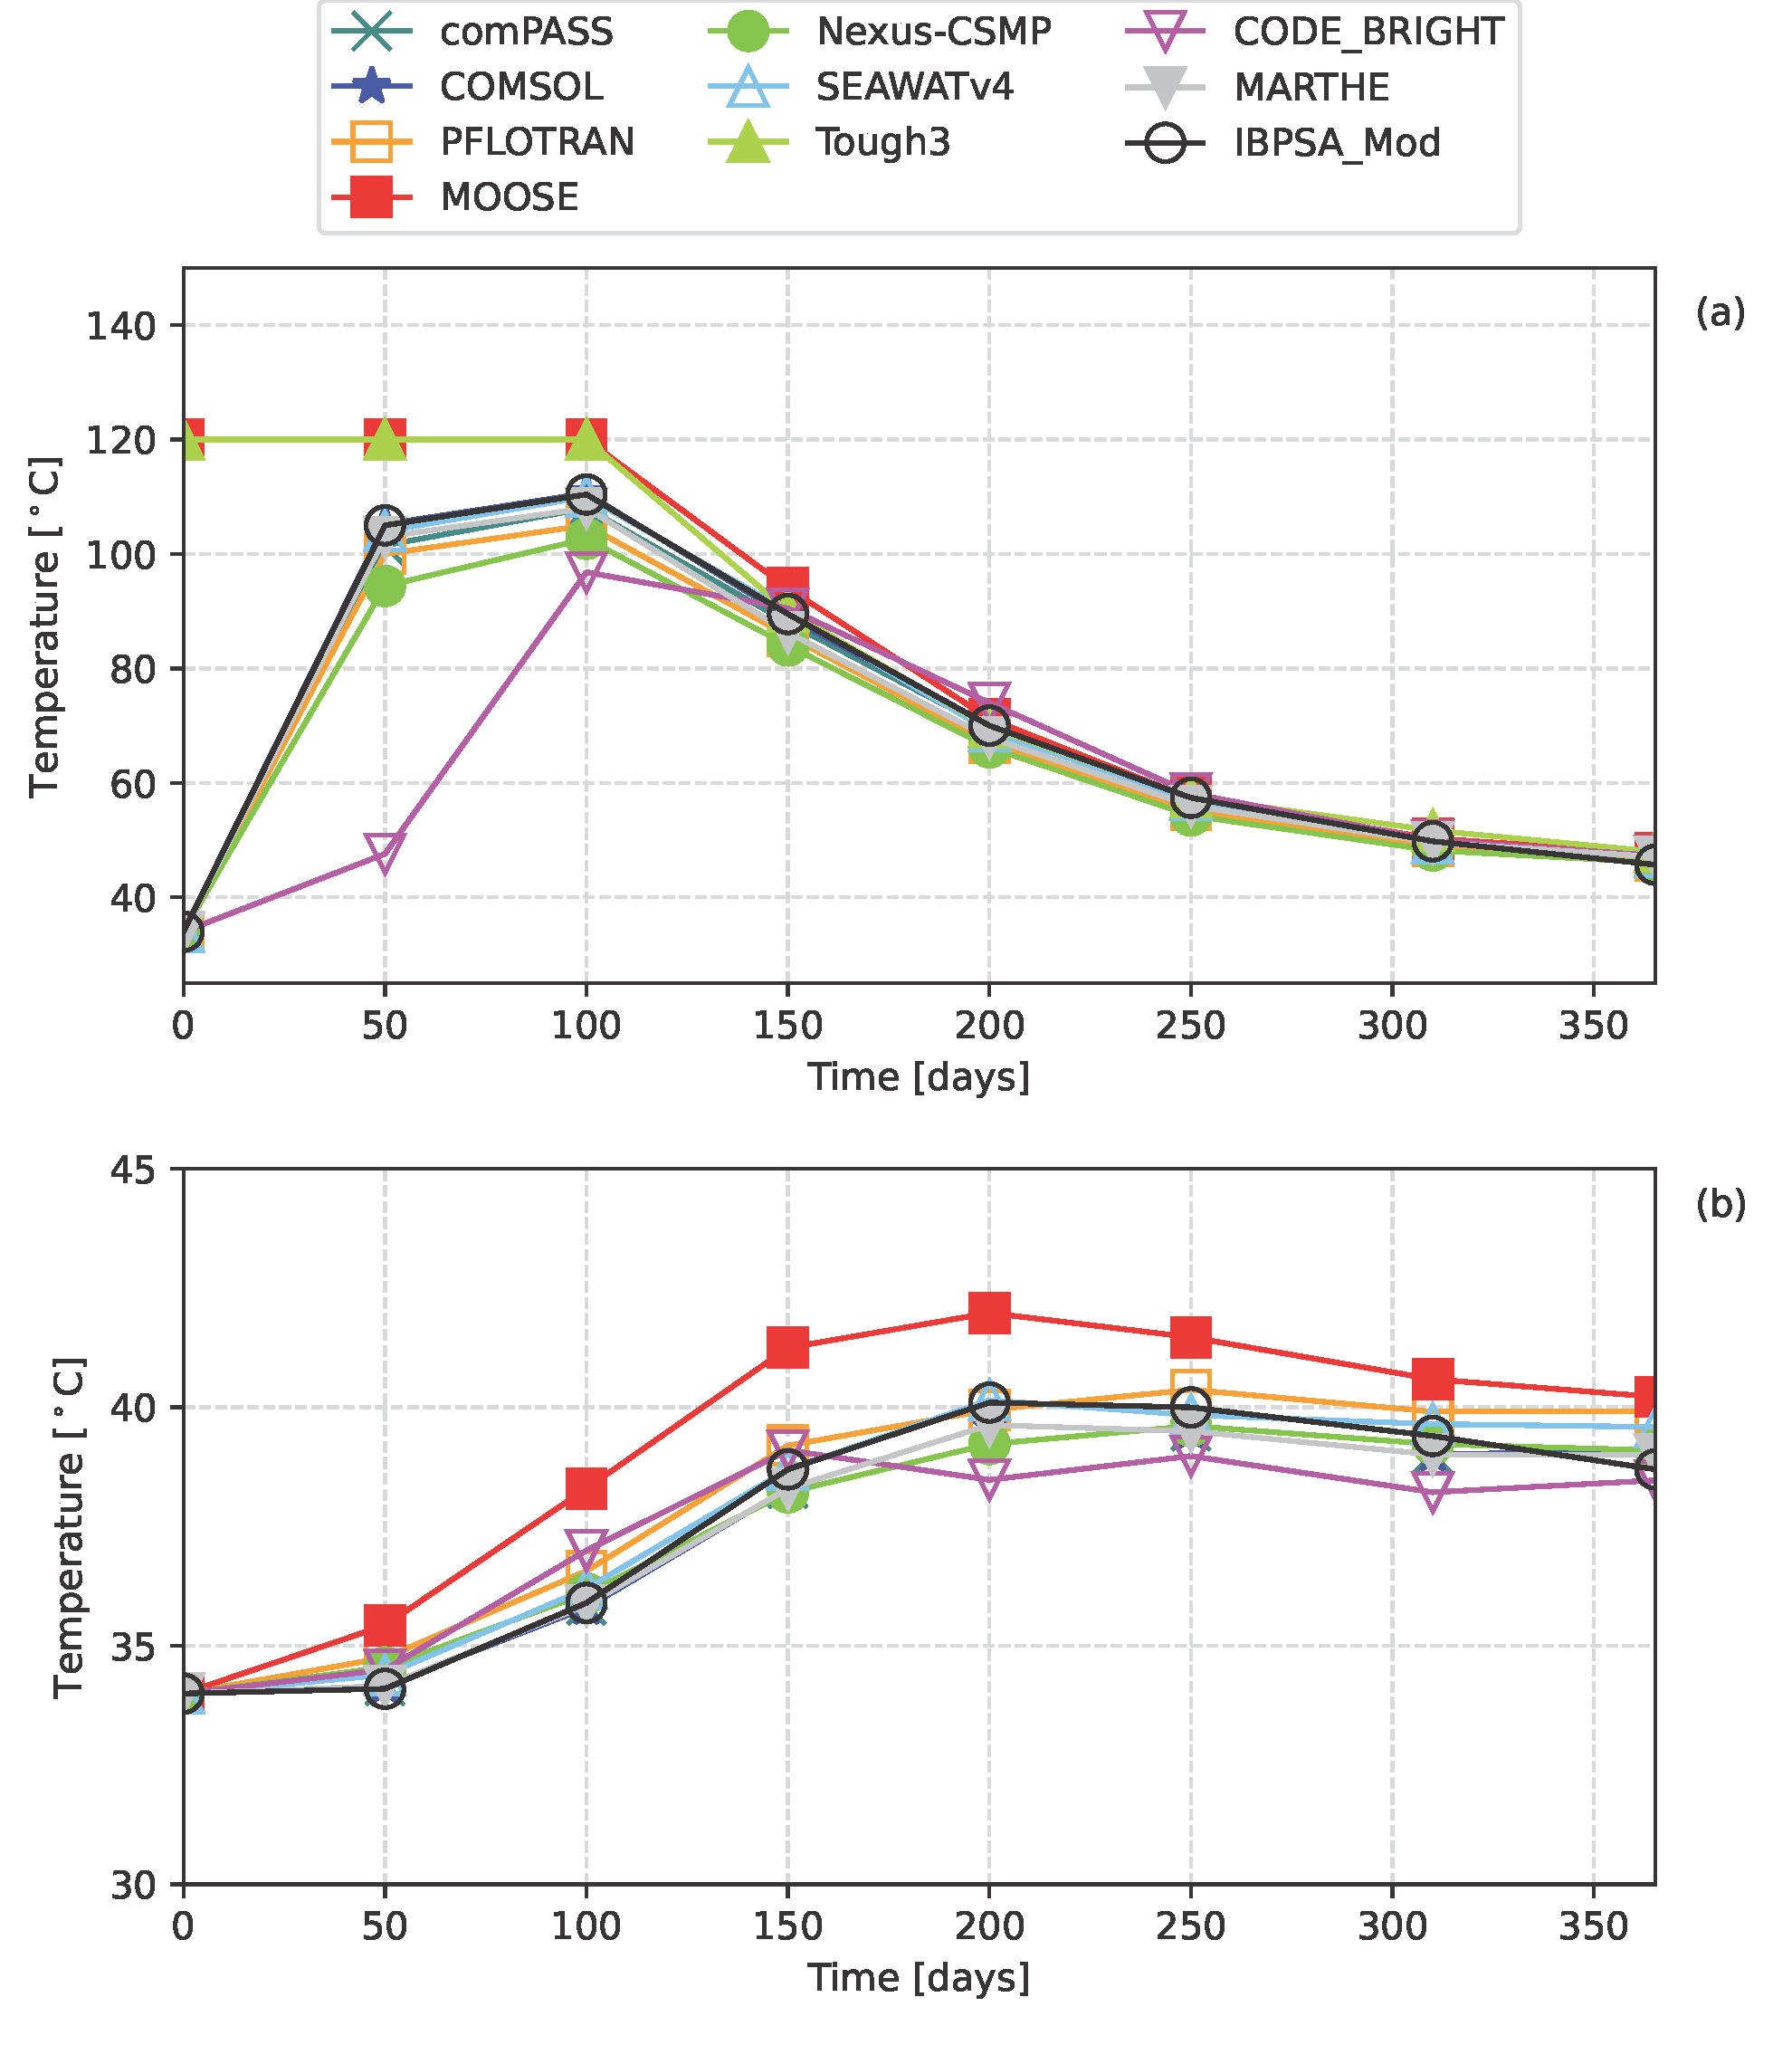 comPASS
COMSOL
PFLOTRAN
MOOSE
Nexus-CSMP
SEAWATv4
Tough3
CODE_BRIGHT
MARTHE
IBPSA_Mod
(a)
140
120
100
80
60
40
Temperature [°C]
0 50 100 150 200 250 300 350
Time [days]
(b)
45
40
35
30
Temperature [°C]
0 50 100 150 200 250 300 350
Time [days]